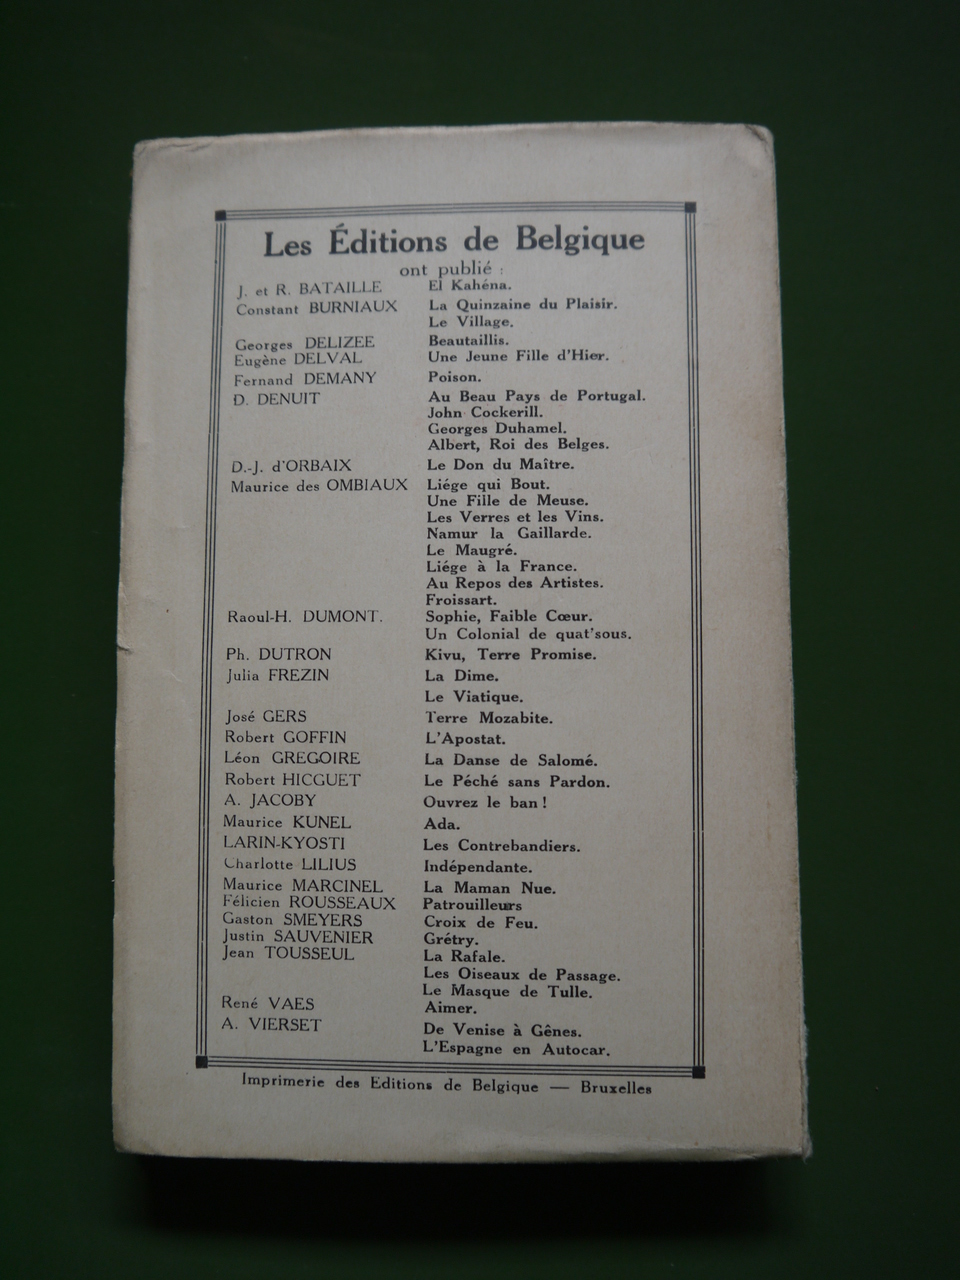 Les Éditions de Belgique
ont publié :
J. et R. BATAILLE El Kahéna.
Constant BURNIAUX La Quinzaine du Plaisir.
Le Village.
Georges DELIZEE Beautaillis.
Eugène DELVAL Une Jeune Fille d'Hier.
Fernand DEMANY Poison.
D. DENUIT Au Beau Pays de Portugal.
John Cockerill.
Georges Duhamel.
Albert, Roi des Belges.
D.-J. d'ORBAIX Le Don du Maître.
Maurice des OMBIAUX Liége qui Bout.
Une Fille de Meuse.
Les Verres et les Vins.
Namur la Gaillarde.
Le Maugré.
Liége à la France.
Au Repos des Artistes.
Froissart.
Raoul-H. DUMONT. Sophie, Faible Cœur.
Un Colonial de quat'sous.
Ph. DUTRON Kivu, Terre Promise.
Julia FREZIN La Dime.
Le Viatique.
José GERS Terre Mozabite.
Robert GOFFIN L'Apostat.
Léon GREGOIRE La Danse de Salomé.
Robert HICGUET Le Péché sans Pardon.
A. JACOBY Ouvrez le ban !
Maurice KUNEL Ada.
LARIN-KYOSTI Les Contrebandiers.
Charlotte LILIUS Indépendante.
Maurice MARCINEL La Maman Nue.
Félicien ROUSSEAUX Patrouilleurs
Gaston SMEYERS Croix de Feu.
Justin SAUVENIER Grétry.
Jean TOUSSEUL La Rafale.
Les Oiseaux de Passage.
Le Masque de Tulle.
René VAES Aimer.
A. VIERSET De Venise à Gênes.
L'Espagne en Autocar.
Imprimerie des Editions de Belgique — Bruxelles